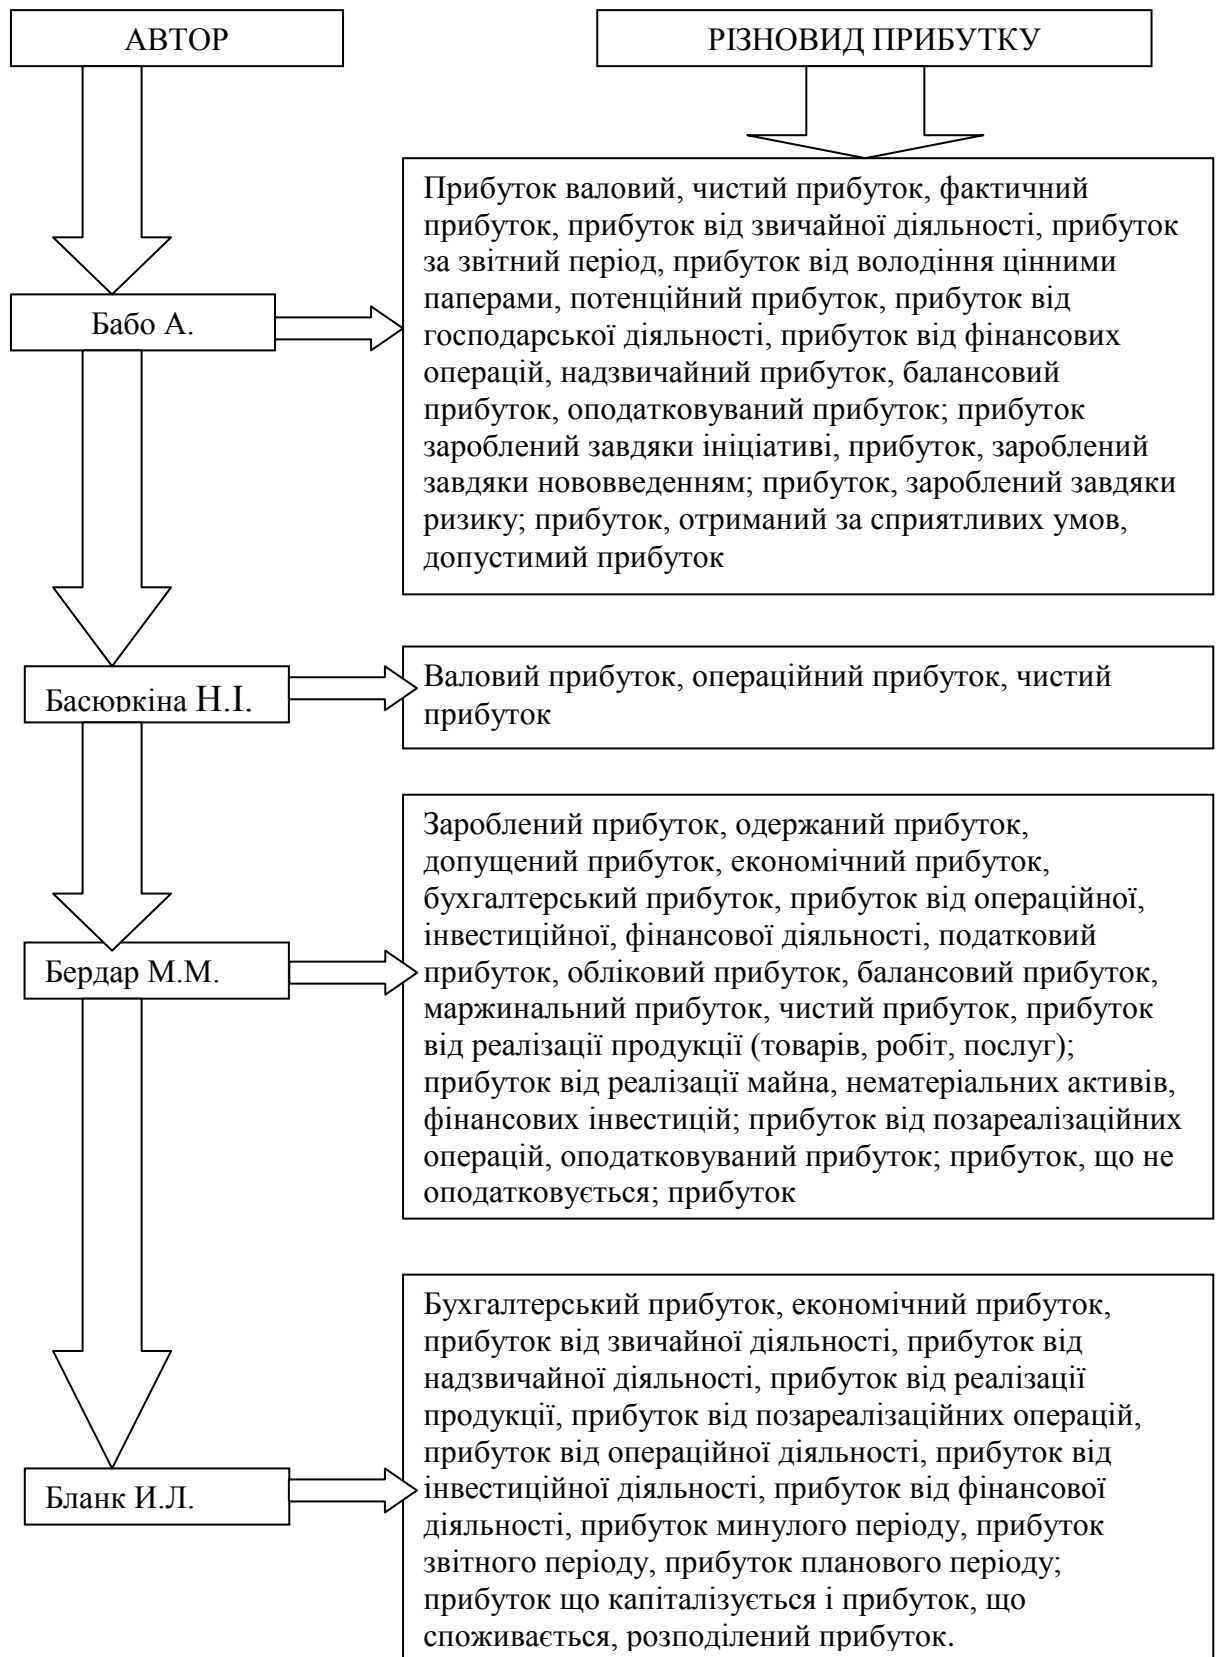 АВТОР
РІЗНОВИД ПРИБУТКУ
Бабо А.
Прибуток валовий, чистий прибуток, фактичний
прибуток, прибуток від звичайної діяльності, прибуток
за звітний період, прибуток від володіння цінними
паперами, потенційний прибуток, прибуток від
господарської діяльності, прибуток від фінансових
операцій, надзвичайний прибуток, балансовий
прибуток, оподатковуваний прибуток; прибуток
зароблений завдяки ініціативі, прибуток, зароблений
завдяки нововведенням; прибуток, зароблений завдяки
ризику; прибуток, отриманий за сприятливих умов,
допустимий прибуток
Басюркіна Н.І.
Валовий прибуток, операційний прибуток, чистий
прибуток
Бердар М.М.
Зароблений прибуток, одержаний прибуток,
допущений прибуток, економічний прибуток,
бухгалтерський прибуток, прибуток від операційної,
інвестиційної, фінансової діяльності, податковий
прибуток, обліковий прибуток, балансовий прибуток,
маржинальний прибуток, чистий прибуток, прибуток
від реалізації продукції (товарів, робіт, послуг);
прибуток від реалізації майна, нематеріальних активів,
фінансових інвестицій; прибуток від позареалізаційних
операцій, оподатковуваний прибуток; прибуток, що не
оподатковується; прибуток
Бланк И.Л.
Бухгалтерський прибуток, економічний прибуток,
прибуток від звичайної діяльності, прибуток від
надзвичайної діяльності, прибуток від реалізації
продукції, прибуток від позареалізаційних операцій,
прибуток від операційної діяльності, прибуток від
інвестиційної діяльності, прибуток від фінансової
діяльності, прибуток минулого періоду, прибуток
звітного періоду, прибуток планового періоду;
прибуток що капіталізується і прибуток, що
споживається, розподілений прибуток.